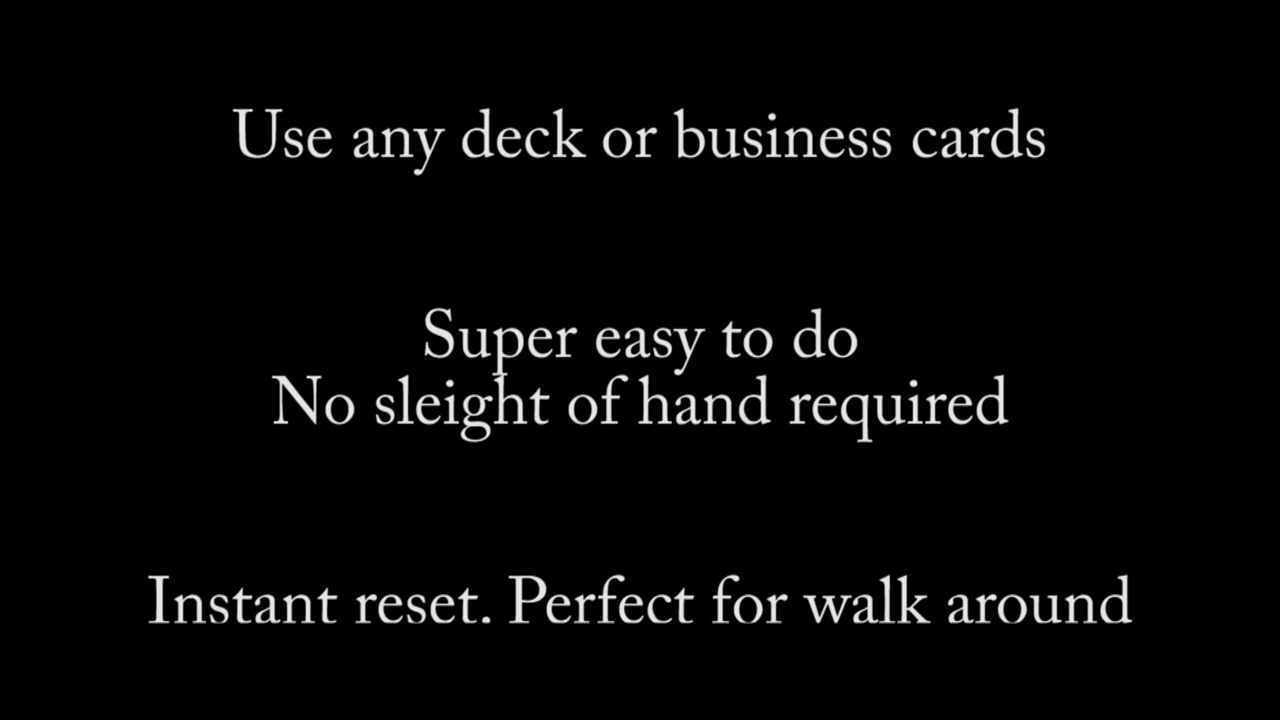 Use any deck or business cards
Super easy to do
No sleight of hand required
Instant reset. Perfect for walk around